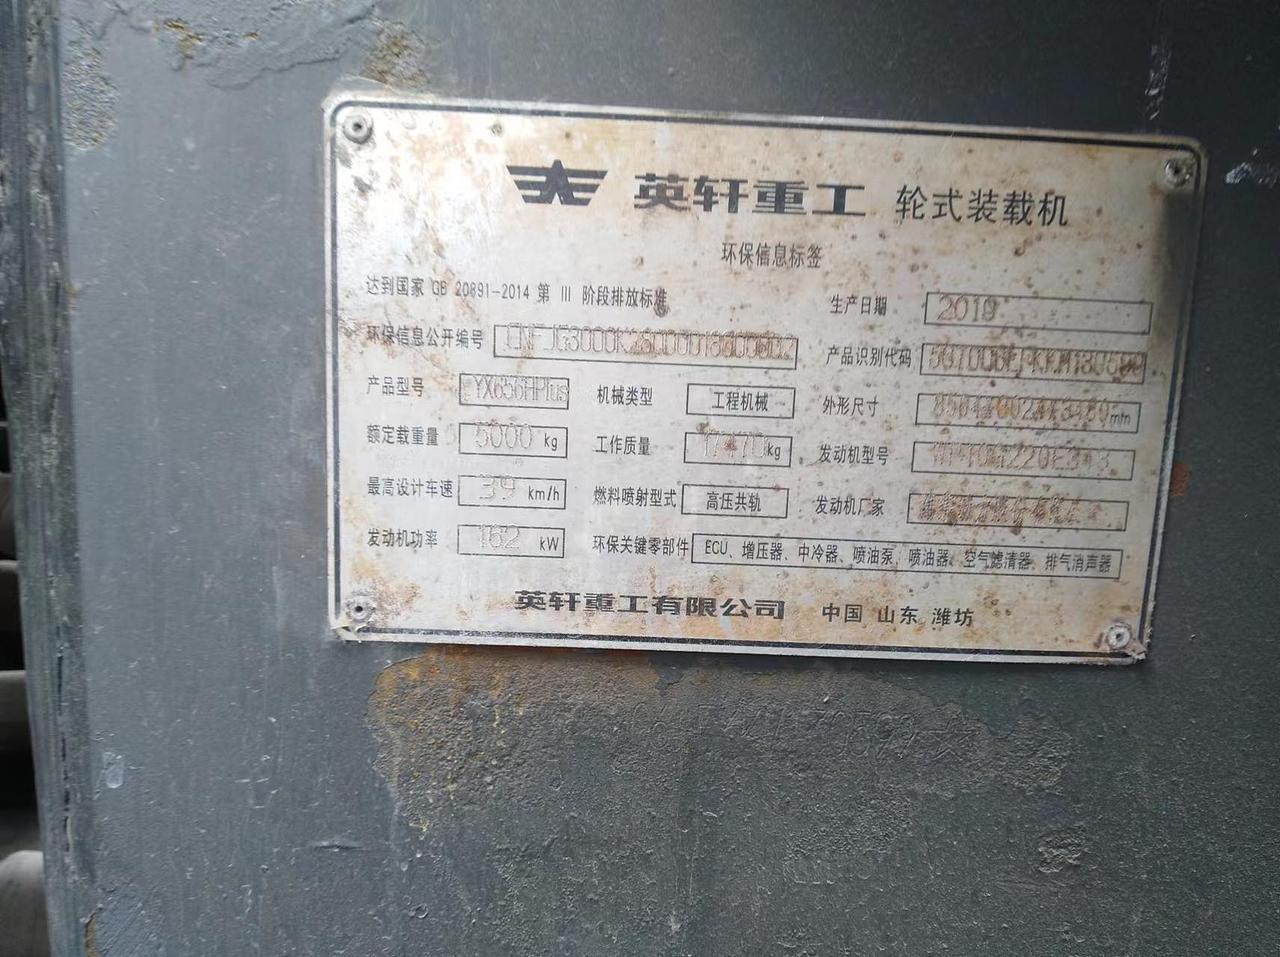 英轩重工 轮式装载机
环保信息标签
达到国家 GB 20891-2014 第 III 阶段排放标准 生产日期 2019
环保信息公开编号 产品识别代码
产品型号 YX656HPlus 机械类型 工程机械 外形尺寸 mm
额定载重量 5000 kg 工作质量 17470 kg 发动机型号
最高设计车速 39 km/h 燃料喷射型式 高压共轨 发动机厂家
发动机功率 162 kW 环保关键零部件 ECU、增压器、中冷器、喷油泵、喷油器、空气滤清器、排气消声器
英轩重工有限公司 中国 山东 潍坊